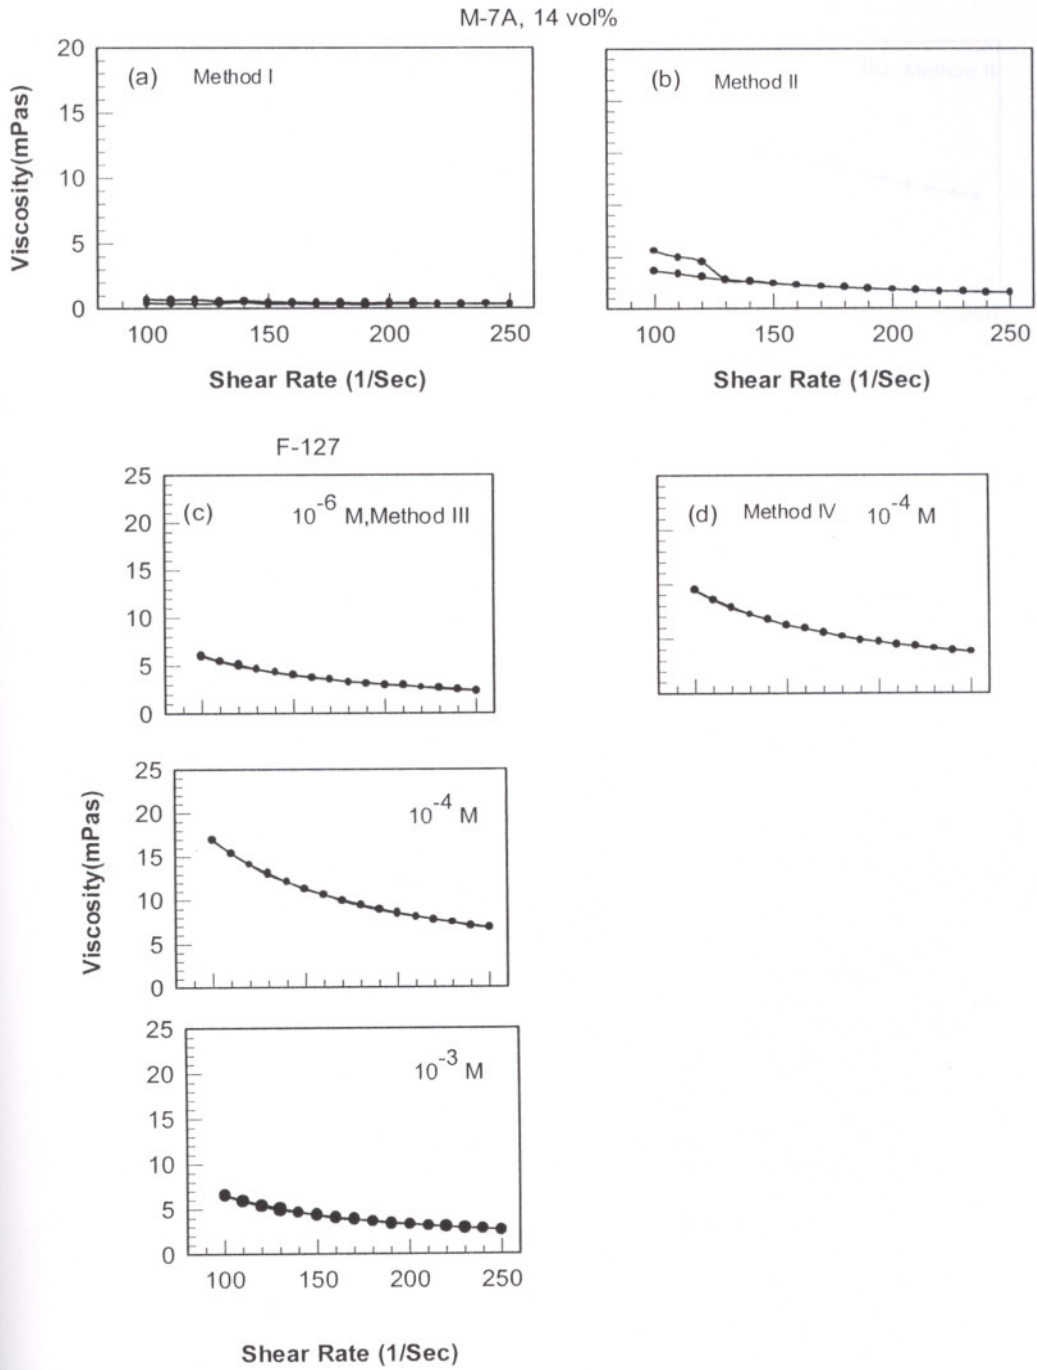 M-7A, 14 vol%
(a) Method I
20
15
10
5
0
Viscosity(mPas)
100 150 200 250
Shear Rate (1/Sec)
(b) Method II
(b) Method II
100 150 200 250
Shear Rate (1/Sec)
F-127
(c) 10⁻⁶ M,Method III
25
20
15
10
5
0
(d) Method IV 10⁻⁴ M
10⁻⁴ M
25
20
15
10
5
0
Viscosity(mPas)
10⁻³ M
25
20
15
10
5
0
100 150 200 250
Shear Rate (1/Sec)